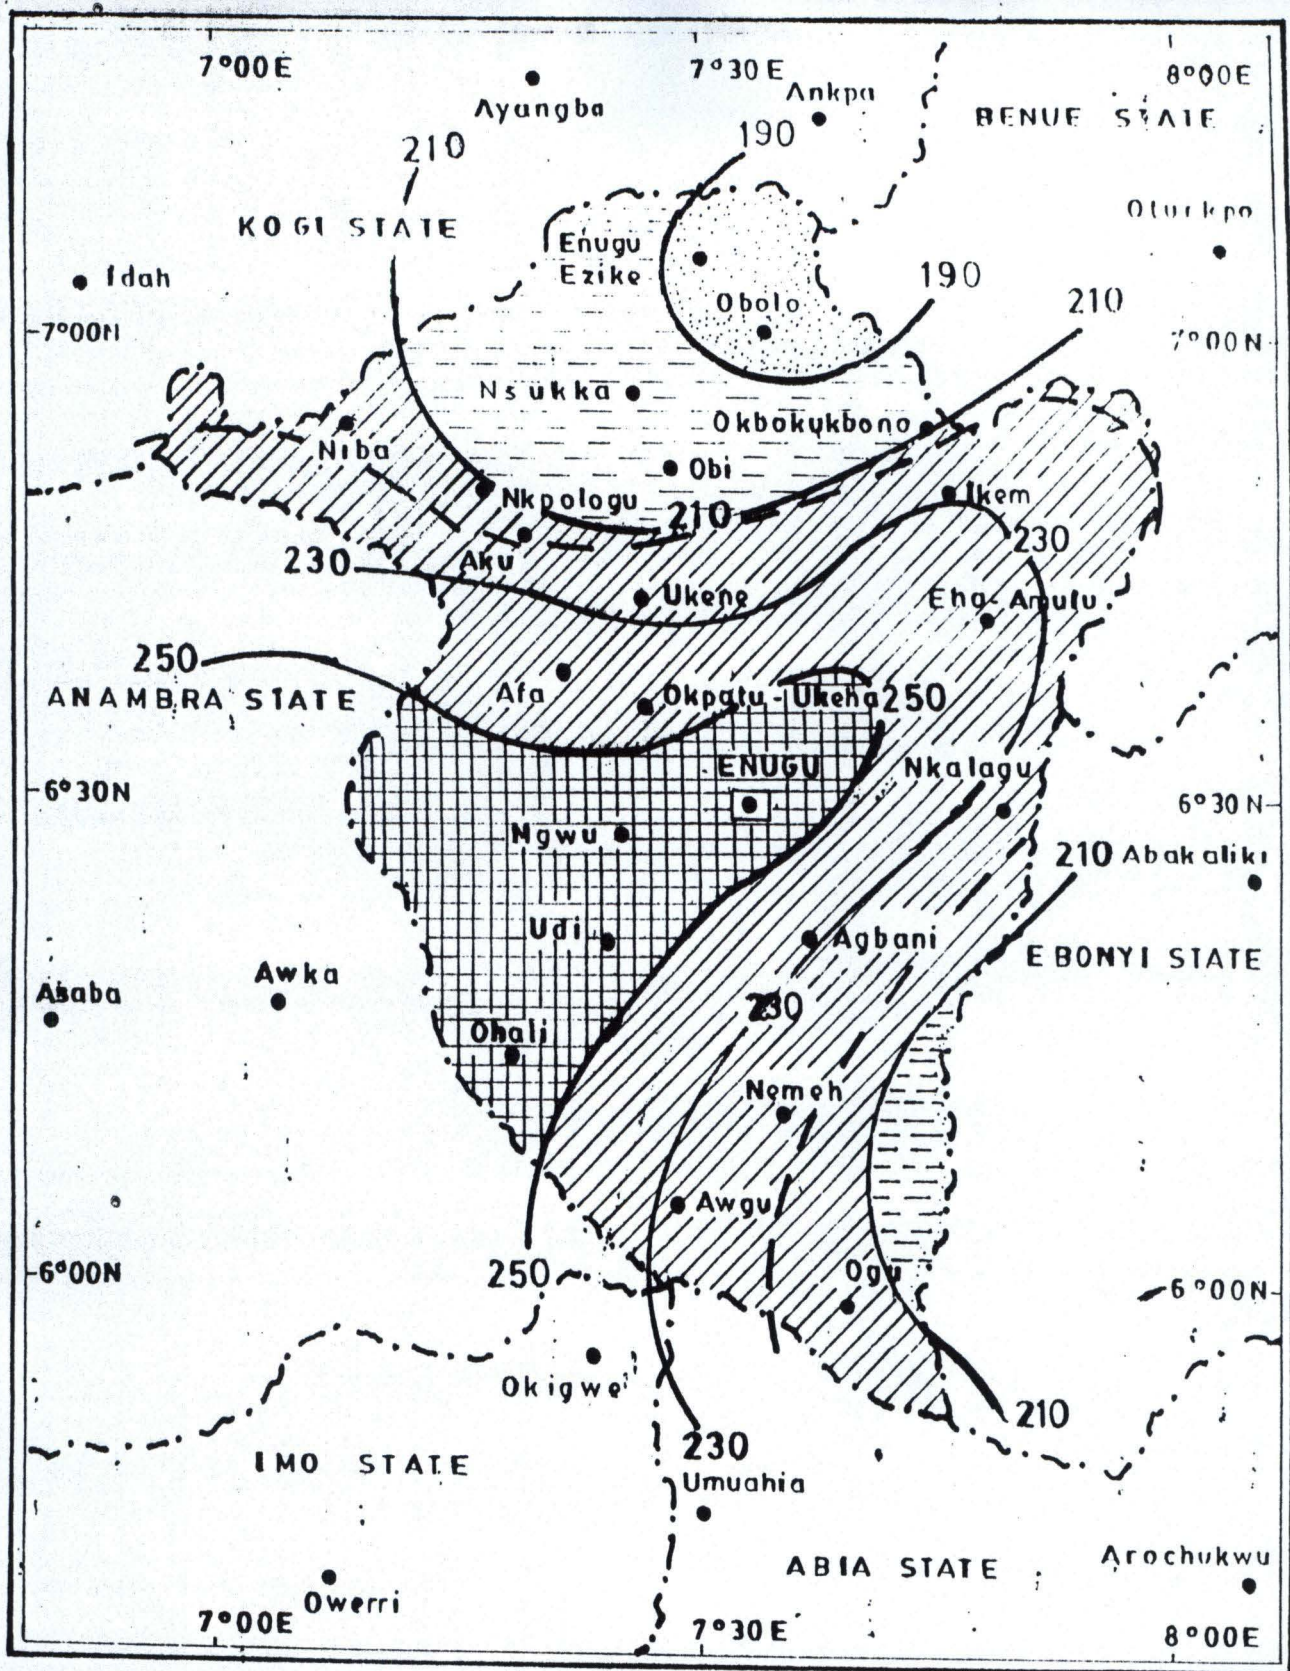 7°00E
7°30E
8°00E
Ayangba
Ankpa
BENUE STATE
210
190
KOGI STATE
Oturkpo
Enugu
Ezike
Idah
190
Obolo
210
7°00N
7°00N
Nsukka
Okbokukbono
Niba
Obi
Nkpologu
Ikem
210
230
230
Aku
Ukene
Eha-Amufu
250
ANAMBRA STATE
Afa
Okpatu-Ukeha
250
ENUGU
Nkalagu
6°30N
6°30N
Ngwu
210
Abakaliki
Udi
Agbani
EBONYI STATE
Awka
Asaba
230
Ohali
Nemeh
Awgu
6°00N
250
Ogu
6°00N
Okigwe
210
IMO STATE
230
Umuahia
ABIA STATE
Arochukwu
Owerri
7°00E
7°30E
8°00E